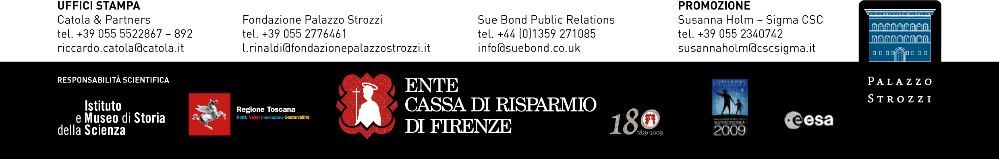 UFFICI STAMPA
Catola & Partners
tel. +39 055 5522867 – 892
riccardo.catola@catola.it
Fondazione Palazzo Strozzi
tel. +39 055 2776461
l.rinaldi@fondazionepalazzostrozzi.it
Sue Bond Public Relations
tel. +44 (0)1359 271085
info@suebond.co.uk
PROMOZIONE
Susanna Holm – Sigma CSC
tel. +39 055 2340742
susannaholm@cscsigma.it
RESPONSABILITÀ SCIENTIFICA
Istituto
e Museo di Storia
della Scienza
Regione Toscana
Diritti Valori Innovazione Sostenibilità
ENTE
CASSA DI RISPARMIO
DI FIRENZE
180
1829-2009
2009
esa
PALAZZO
STROZZI